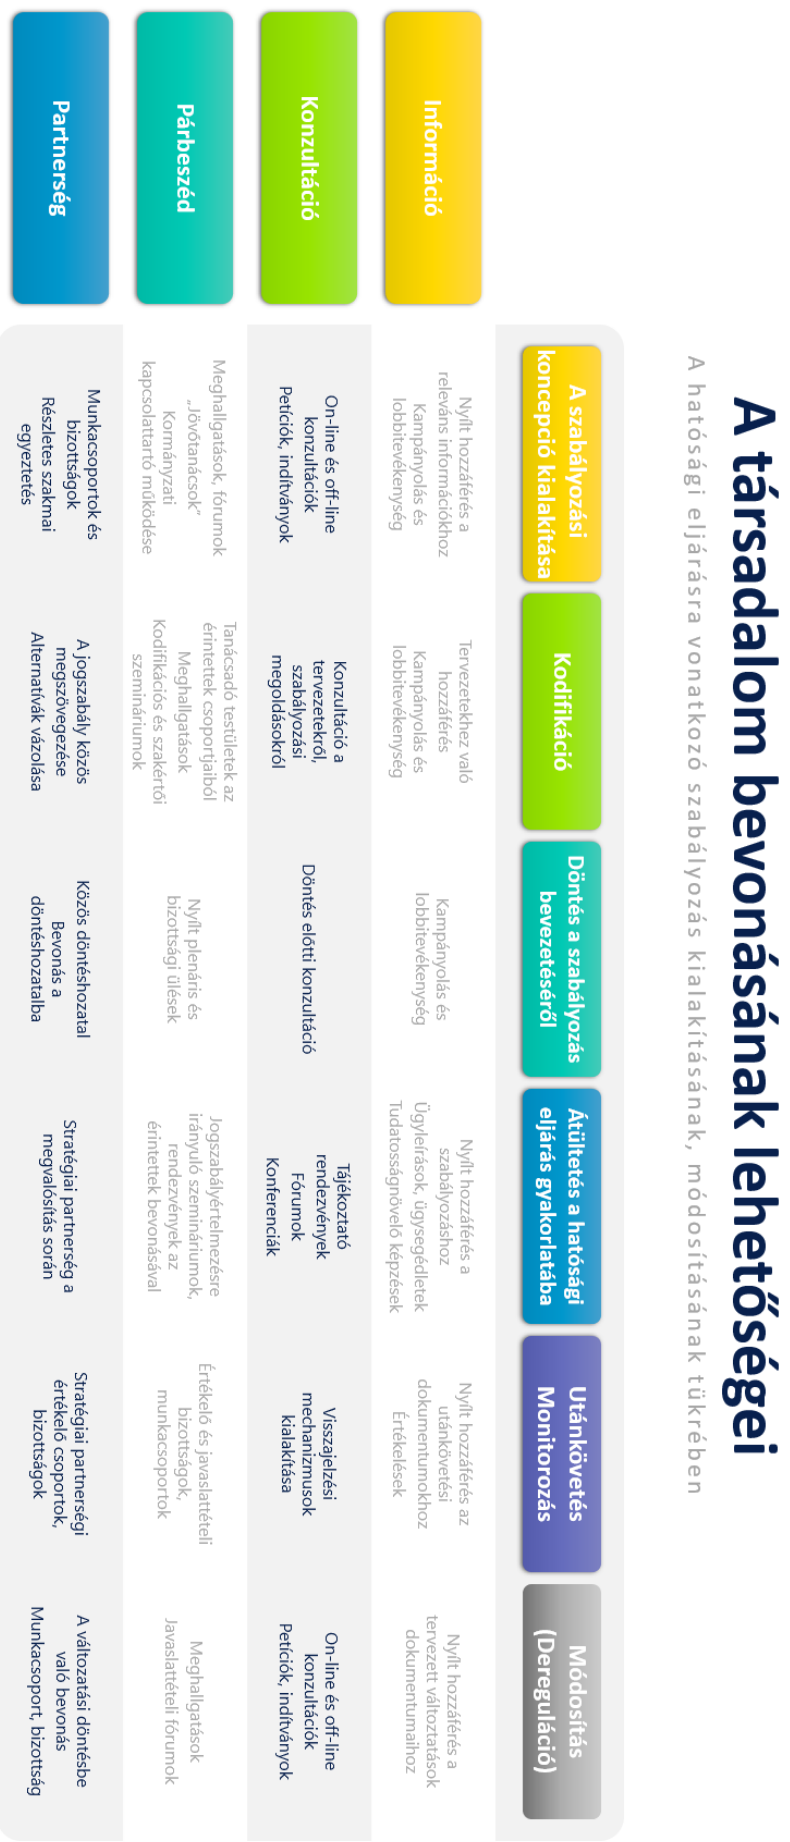 A társadalom bevonásának lehetőségei
A hatósági eljárásra vonatkozó szabályozás kialakításának, módosításának tükrében
A szabályozási
koncepció kialakítása
Kodifikáció
Döntés a szabályozás
bevezetéséről
Átültetés a hatósági
eljárás gyakorlatába
Utánkövetés
Monitorozás
Módosítás
(Dereguláció)
Információ
Nyílt hozzáférés a
releváns információkhoz
Kampányolás és
lobbitevékenység
Tervezetekhez való
hozzáférés
Kampányolás és
lobbitevékenység
Kampányolás és
lobbitevékenység
Nyílt hozzáférés a
szabályozáshoz
Ügyleírások, ügysegédletek
Tudatosságnövelő képzések
Nyílt hozzáférés az
utánkövetési
dokumentumokhoz
Értékelések
Nyílt hozzáférés a
tervezett változtatások
dokumentumaihoz
Konzultáció
On-line és off-line
konzultációk
Petíciók, indítványok
Konzultáció a
tervezetekről,
szabályozási
megoldásokról
Döntés előtti konzultáció
Tájékoztató
rendezvények
Fórumok
Konferenciák
Visszajelzési
mechanizmusok
kialakítása
On-line és off-line
konzultációk
Petíciók, indítványok
Párbeszéd
Meghallgatások, fórumok
„Jövőtanácsok”
Kormányzati
kapcsolattartó működése
Tanácsadó testületek az
érintettek csoportjaiból
Meghallgatások
Kodifikációs és szakértői
szemináriumok
Nyílt plenáris és
bizottsági ülések
Jogszabályértelmezésre
irányuló szemináriumok,
rendezvények az
érintettek bevonásával
Értékelő és javaslattételi
bizottságok,
munkacsoportok
Meghallgatások
Javaslattételi fórumok
Partnerség
Munkacsoportok és
bizottságok
Részletes szakmai
egyeztetés
A jogszabály közös
megszövegezése
Alternatívák vázolása
Közös döntéshozatal
Bevonás a
döntéshozatalba
Stratégiai partnerség a
megvalósítás során
Stratégiai partnerségi
értékelő csoportok,
bizottságok
A változatási döntésbe
való bevonás
Munkacsoport, bizottság